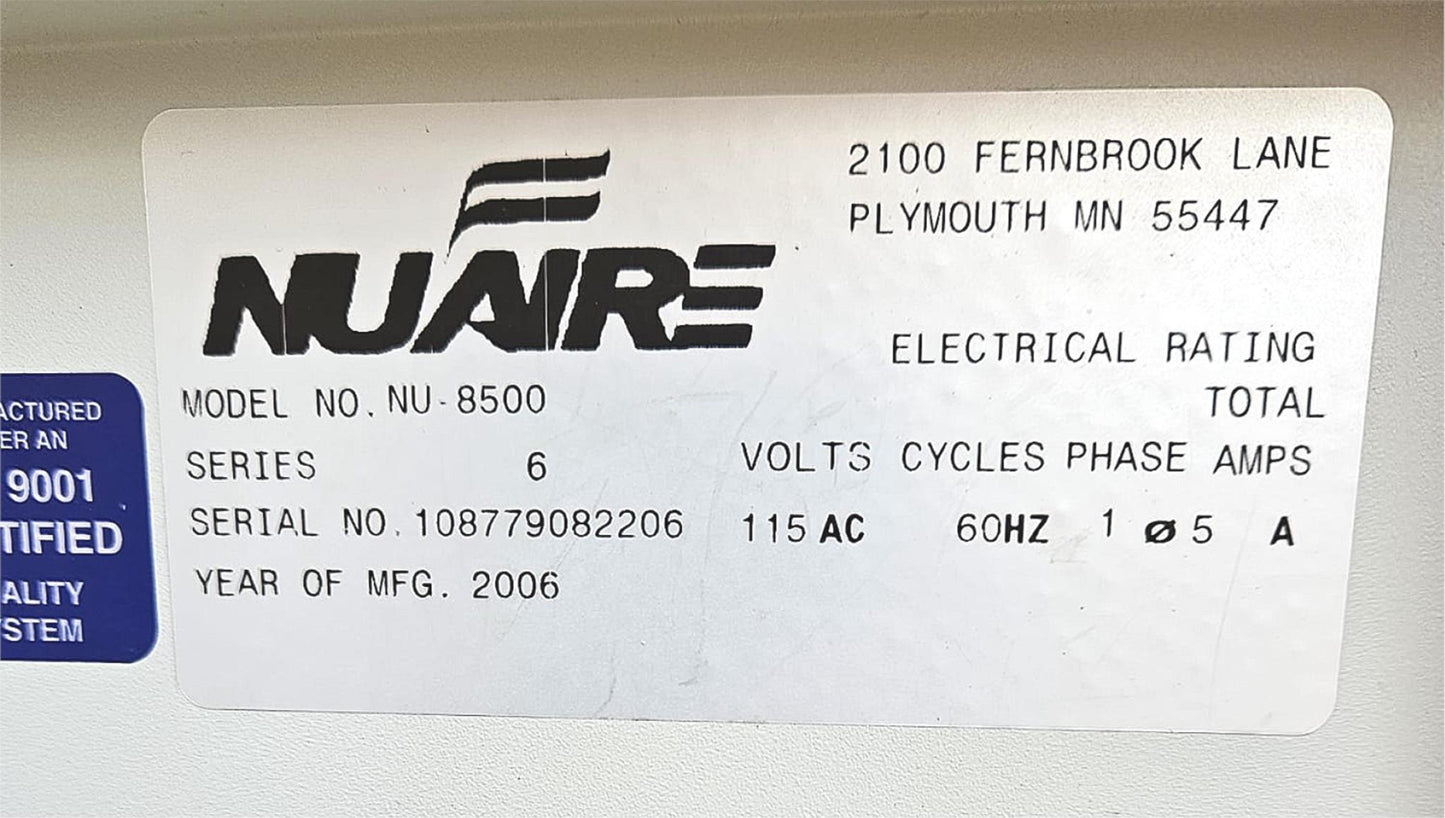 NUAIRE
2100 FERNBROOK LANE
PLYMOUTH MN 55447
MODEL NO. NU-8500
SERIES 6
SERIAL NO. 108779082206
YEAR OF MFG. 2006
ELECTRICAL RATING
TOTAL
VOLTS CYCLES PHASE AMPS
115 AC 60HZ 1 ø 5 A
ACTURED
ER AN
9001
TIFIED
ALITY
YSTEM